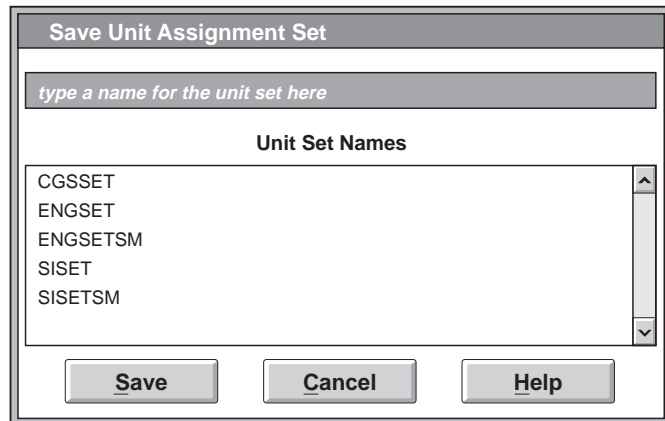 Save Unit Assignment Set
type a name for the unit set here
Unit Set Names
CGSSET
ENGSET
ENGSETSM
SISET
SISETSM
Save Cancel Help